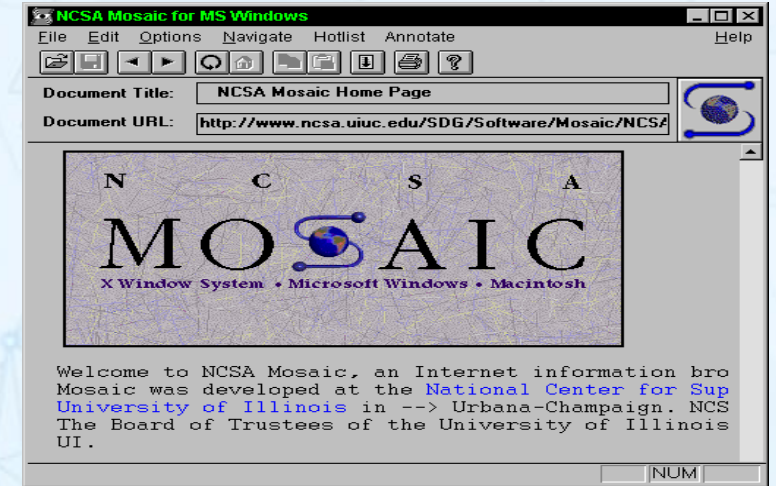 NCSA Mosaic for MS Windows
File Edit Options Navigate Hotlist Annotate Help
Document Title: NCSA Mosaic Home Page
Document URL: http://www.ncsa.uiuc.edu/SDG/Software/Mosaic/NCSA
N C S A
MOSAIC
X Window System • Microsoft Windows • Macintosh
Welcome to NCSA Mosaic, an Internet information bro
Mosaic was developed at the National Center for Sup
University of Illinois in --> Urbana-Champaign. NCS
The Board of Trustees of the University of Illinois
UI.
NUM